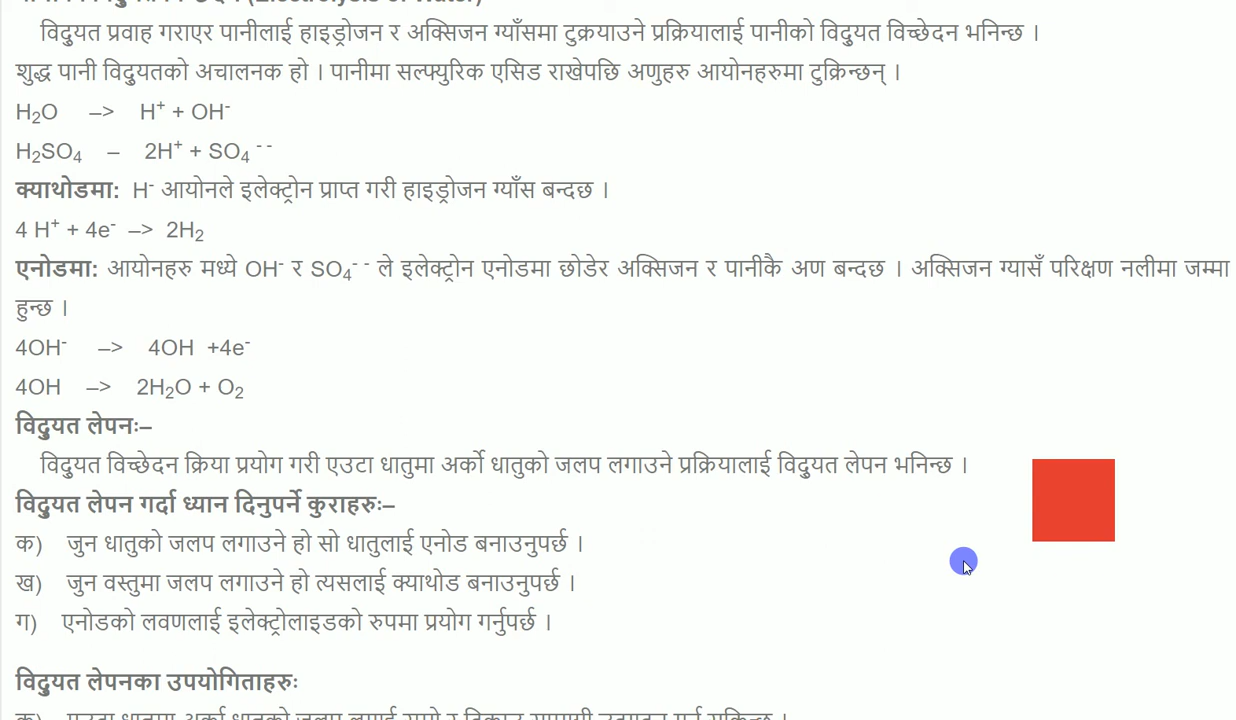 (Electrolysis of Water)
विद्युत प्रवाह गराएर पानीलाई हाइड्रोजन र अक्सिजन ग्याँसमा टुक्रयाउने प्रक्रियालाई पानीको विद्युत विच्छेदन भनिन्छ ।
शुद्ध पानी विद्युतको अचालनक हो । पानीमा सल्फ्युरिक एसिड राखेपछि अणुहरु आयोनहरुमा टुक्रिन्छन् ।
H₂O –> H⁺ + OH⁻
H₂SO₄ – 2H⁺ + SO₄ ⁻ ⁻
क्याथोडमा: H⁻ आयोनले इलेक्ट्रोन प्राप्त गरी हाइड्रोजन ग्याँस बन्दछ ।
4 H⁺ + 4e⁻ –> 2H₂
एनोडमा: आयोनहरु मध्ये OH⁻ र SO₄⁻ ⁻ ले इलेक्ट्रोन एनोडमा छोडेर अक्सिजन र पानीकै अण बन्दछ । अक्सिजन ग्यासँ परिक्षण नलीमा जम्मा
हुन्छ ।
4OH⁻ –> 4OH +4e⁻
4OH –> 2H₂O + O₂
विद्युत लेपनः–
विद्युत विच्छेदन क्रिया प्रयोग गरी एउटा धातुमा अर्को धातुको जलप लगाउने प्रक्रियालाई विद्युत लेपन भनिन्छ ।
विद्युत लेपन गर्दा ध्यान दिनुपर्ने कुराहरुः–
क) जुन धातुको जलप लगाउने हो सो धातुलाई एनोड बनाउनुपर्छ ।
ख) जुन वस्तुमा जलप लगाउने हो त्यसलाई क्याथोड बनाउनुपर्छ ।
ग) एनोडको लवणलाई इलेक्ट्रोलाइडको रुपमा प्रयोग गर्नुपर्छ ।
विद्युत लेपनका उपयोगिताहरुः